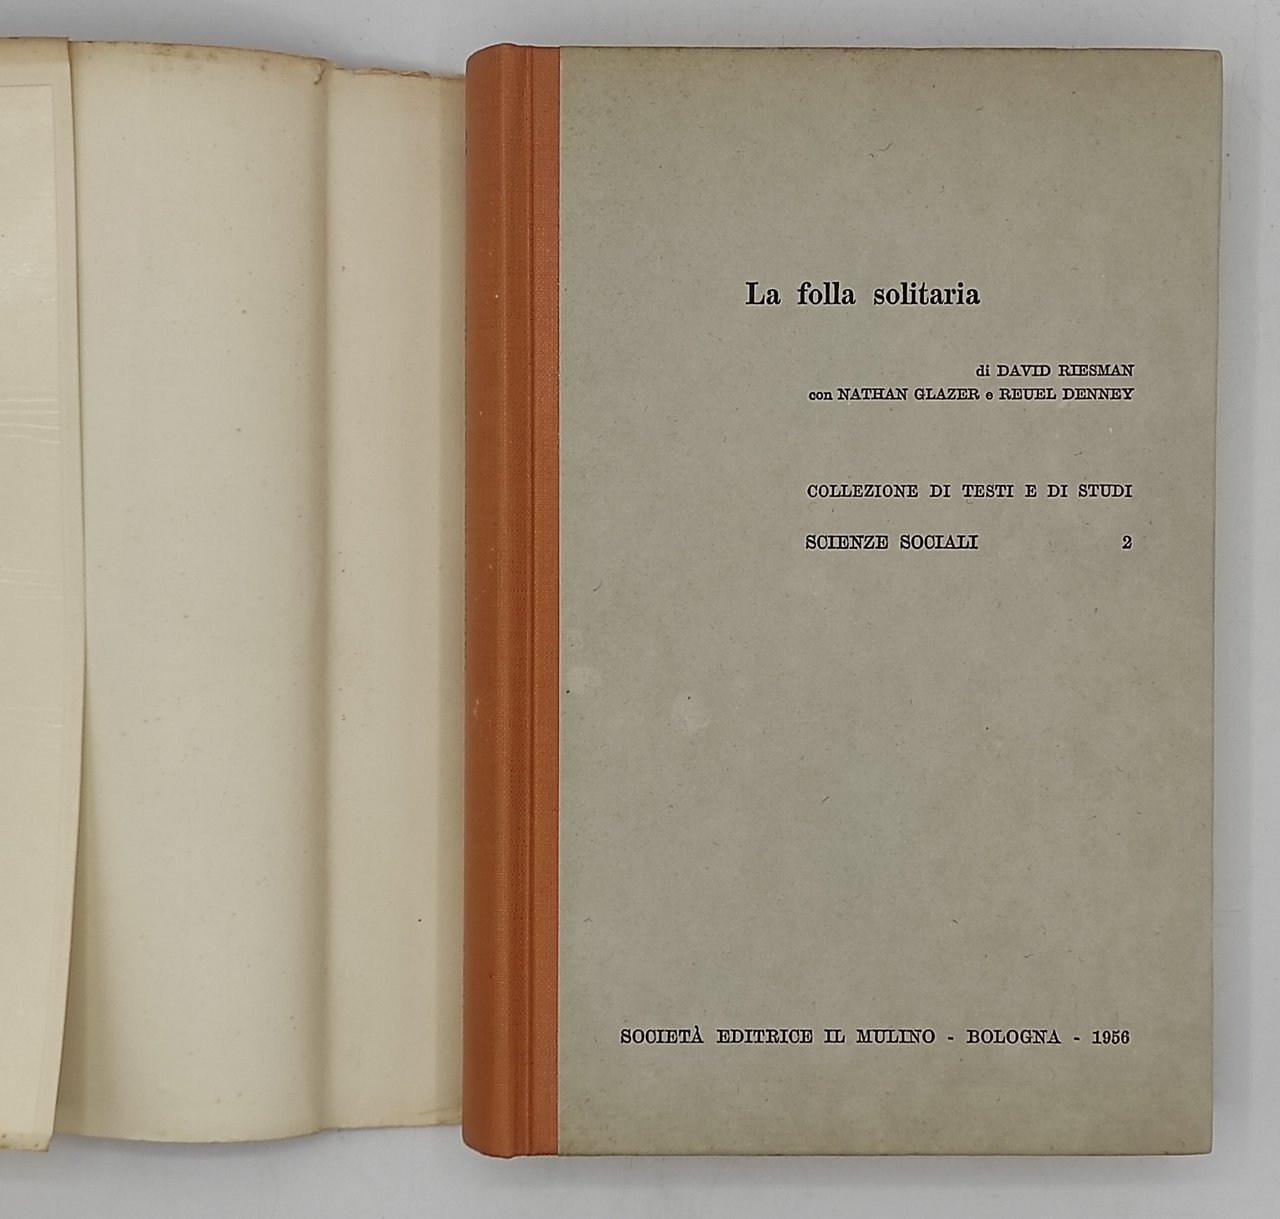 La folla solitaria
di DAVID RIESMAN
con NATHAN GLAZER e REUEL DENNEY
COLLEZIONE DI TESTI E DI STUDI
SCIENZE SOCIALI 2
SOCIETÀ EDITRICE IL MULINO - BOLOGNA - 1956